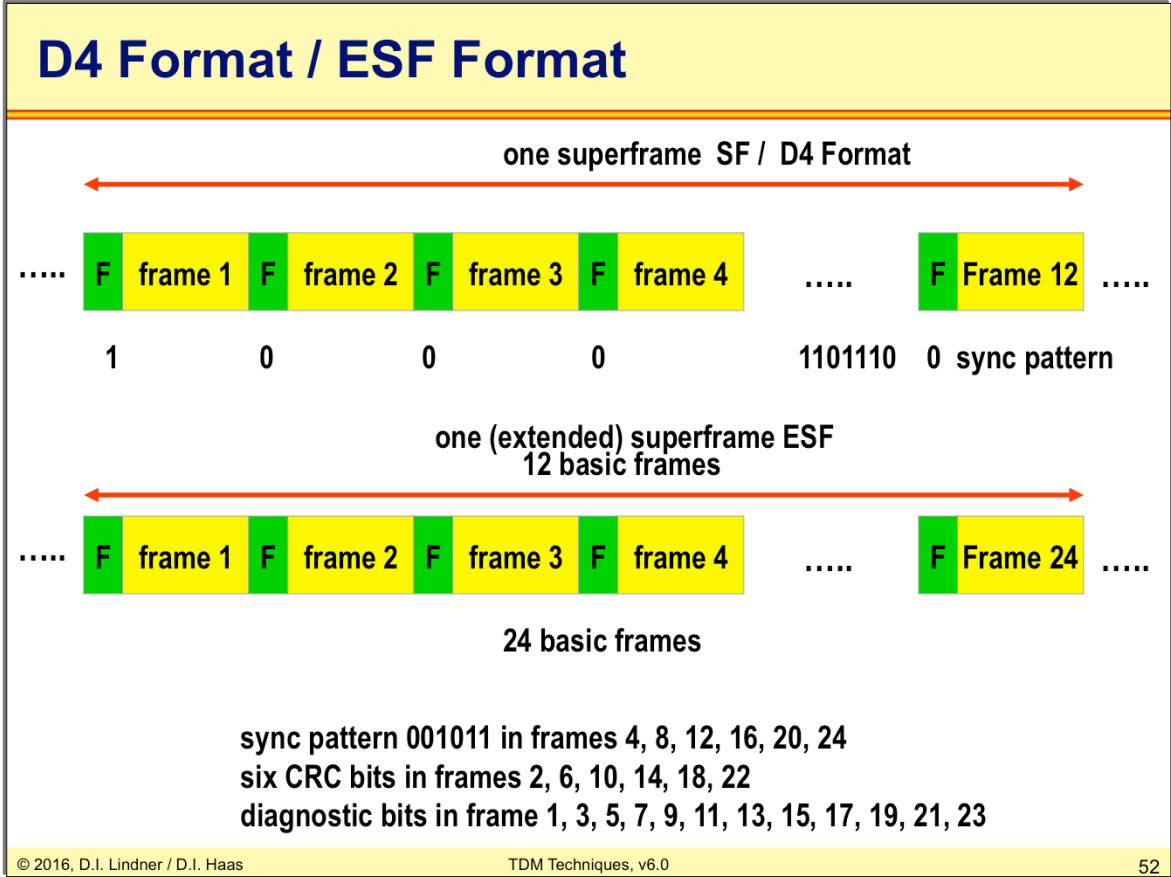 D4 Format / ESF Format
one superframe SF / D4 Format
..... F frame 1 F frame 2 F frame 3 F frame 4 ..... F Frame 12 .....
1 0 0 0 1101110 0 sync pattern
one (extended) superframe ESF
12 basic frames
..... F frame 1 F frame 2 F frame 3 F frame 4 ..... F Frame 24 .....
24 basic frames
sync pattern 001011 in frames 4, 8, 12, 16, 20, 24
six CRC bits in frames 2, 6, 10, 14, 18, 22
diagnostic bits in frame 1, 3, 5, 7, 9, 11, 13, 15, 17, 19, 21, 23
© 2016, D.I. Lindner / D.I. Haas TDM Techniques, v6.0 52